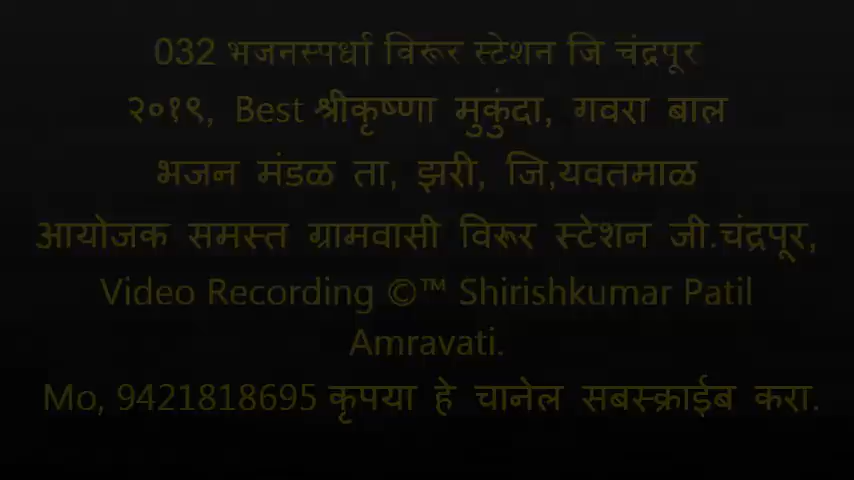 032 भजनस्पर्धा विरूर स्टेशन जि चंद्रपूर
२०१९, Best श्रीकृष्णा मुकुंदा, गवरा बाल
भजन मंडळ ता, झरी, जि,यवतमाळ
आयोजक समस्त ग्रामवासी विरूर स्टेशन जी.चंद्रपूर,
Video Recording ©™ Shirishkumar Patil
Amravati.
Mo, 9421818695 कृपया हे चानेल सबस्क्राईब करा.